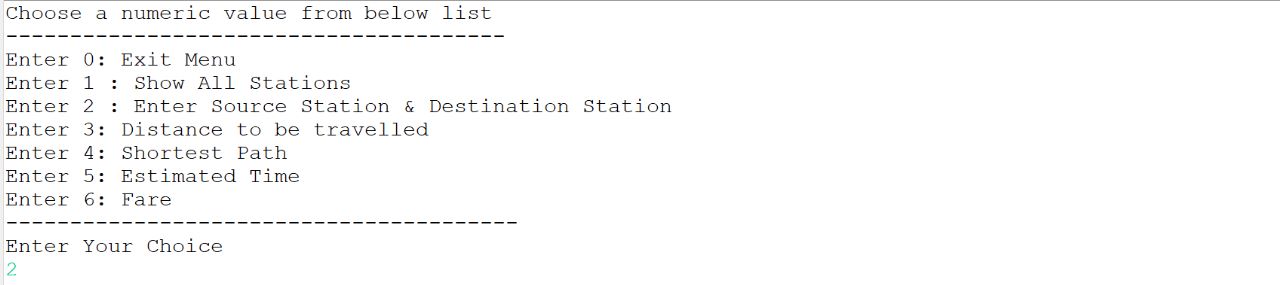 Choose a numeric value from below list
---------------------------------------
Enter 0: Exit Menu
Enter 1 : Show All Stations
Enter 2 : Enter Source Station & Destination Station
Enter 3: Distance to be travelled
Enter 4: Shortest Path
Enter 5: Estimated Time
Enter 6: Fare
----------------------------------------
Enter Your Choice
2